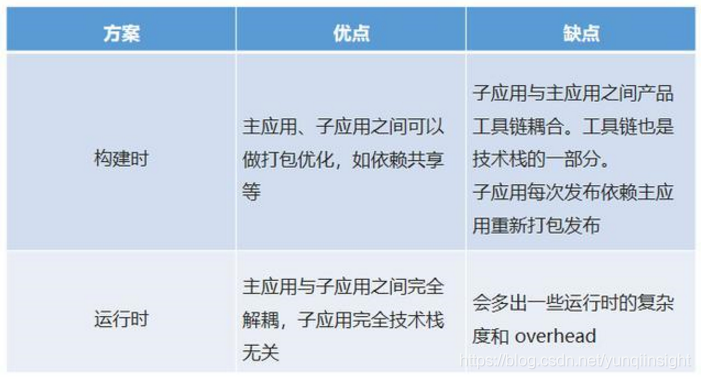 方案
优点
缺点
构建时
主应用、子应用之间可以
做打包优化，如依赖共享
等
子应用与主应用之间产品
工具链耦合。工具链也是
技术栈的一部分。
子应用每次发布依赖主应
用重新打包发布
运行时
主应用与子应用之间完全
解耦，子应用完全技术栈
无关
会多出一些运行时的复杂
度和 overhead
https://blog.csdn.net/yunqiinsight